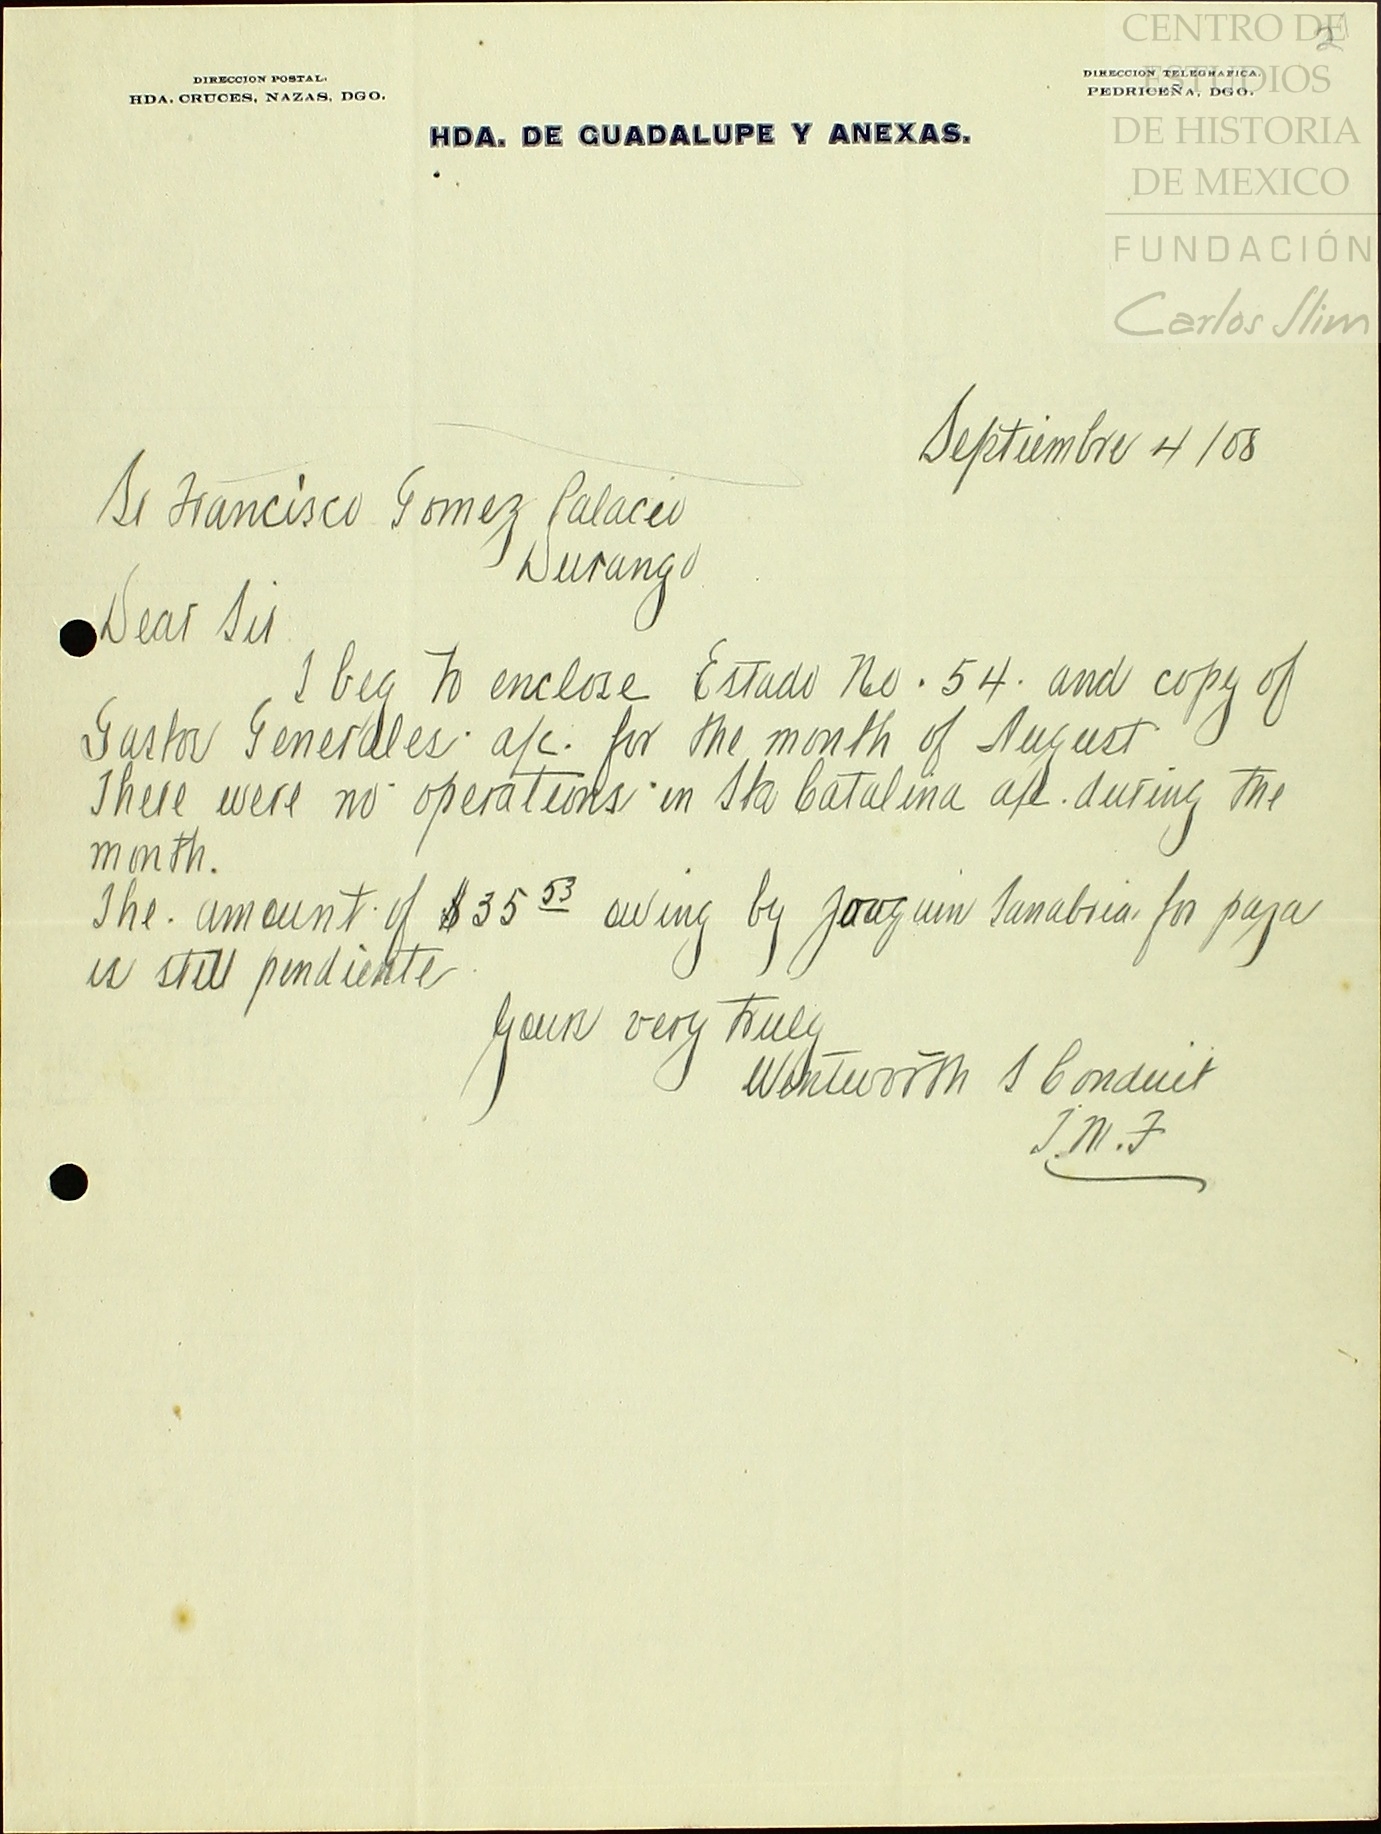 DIRECCION POSTAL.
HDA. CRUCES, NAZAS, DGO.
DIRECCION TELEGRAFICA.
PEDRICEÑA, DGO.
HDA. DE GUADALUPE Y ANEXAS.
CENTRO DE
ESTUDIOS
DE HISTORIA
DE MEXICO
FUNDACIÓN
Carlos Slim
2
Septiembre 4/08
Sr Francisco Gomez Palacio
Durango
Dear Sir
I beg to enclose Estado No. 54. and copy of
Gastos Generales a/c. for the month of August
There were no operations in Sta Catalina a/c. during the
month.
The amount of $35 53 owing by Joaquin Sanabria for paja
is still pendiente
Yours very truly
Wentworth S Conduit
T.M.F